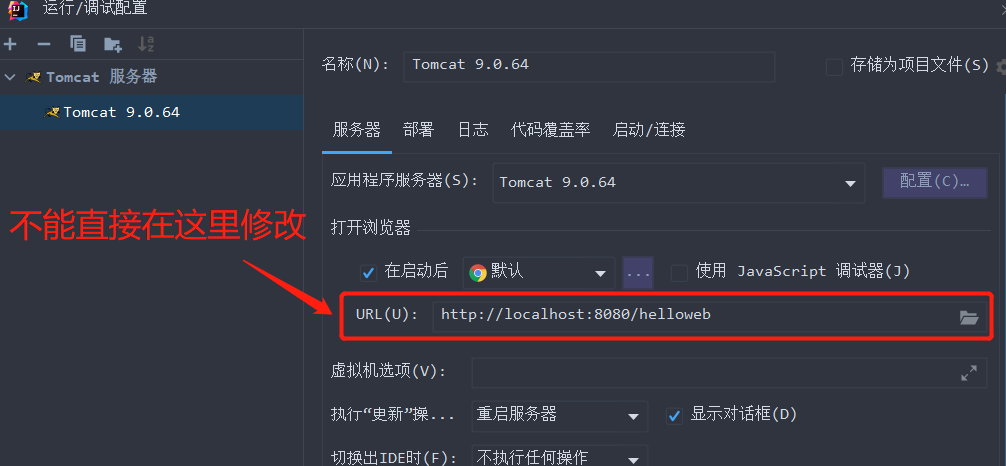 运行/调试配置
Tomcat 服务器
Tomcat 9.0.64
名称(N): Tomcat 9.0.64 存储为项目文件(S)
服务器 部署 日志 代码覆盖率 启动/连接
应用程序服务器(S): Tomcat 9.0.64 配置(C)…
打开浏览器
不能直接在这里修改
在启动后 默认 ... 使用 JavaScript 调试器(J)
URL(U): http://localhost:8080/helloweb
虚拟机选项(V):
执行“更新”操... 重启服务器 显示对话框(D)
切换出IDE时(F): 不执行任何操作